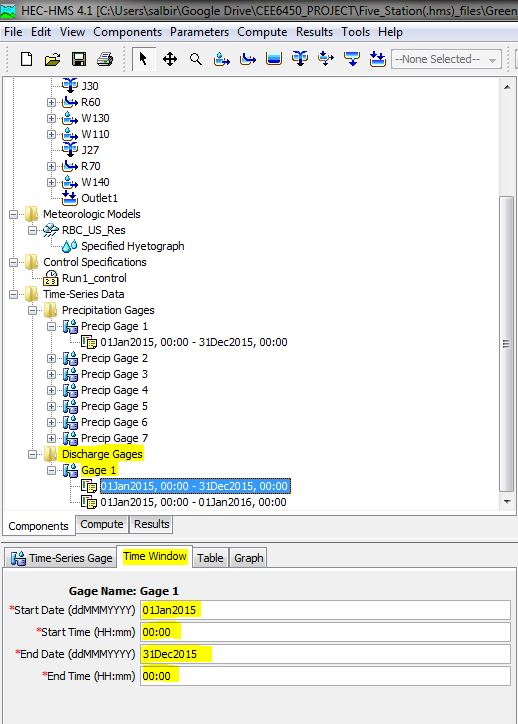 HEC-HMS 4.1 [C:\Users\salbir\Google Drive\CEE6450_PROJECT\Five_Station(.hms)_files\Green
File Edit View Components Parameters Compute Results Tools Help
--None Selected--
J30
R60
W130
W110
J27
R70
W140
Outlet1
Meteorologic Models
RBC_US_Res
Specified Hyetograph
Control Specifications
Run1_control
Time-Series Data
Precipitation Gages
Precip Gage 1
01Jan2015, 00:00 - 31Dec2015, 00:00
Precip Gage 2
Precip Gage 3
Precip Gage 4
Precip Gage 5
Precip Gage 6
Precip Gage 7
Discharge Gages
Gage 1
01Jan2015, 00:00 - 31Dec2015, 00:00
01Jan2015, 00:00 - 01Jan2016, 00:00
Components Compute Results
Time-Series Gage Time Window Table Graph
Gage Name: Gage 1
*Start Date (ddMMMYYYY) 01Jan2015
*Start Time (HH:mm) 00:00
*End Date (ddMMMYYYY) 31Dec2015
*End Time (HH:mm) 00:00